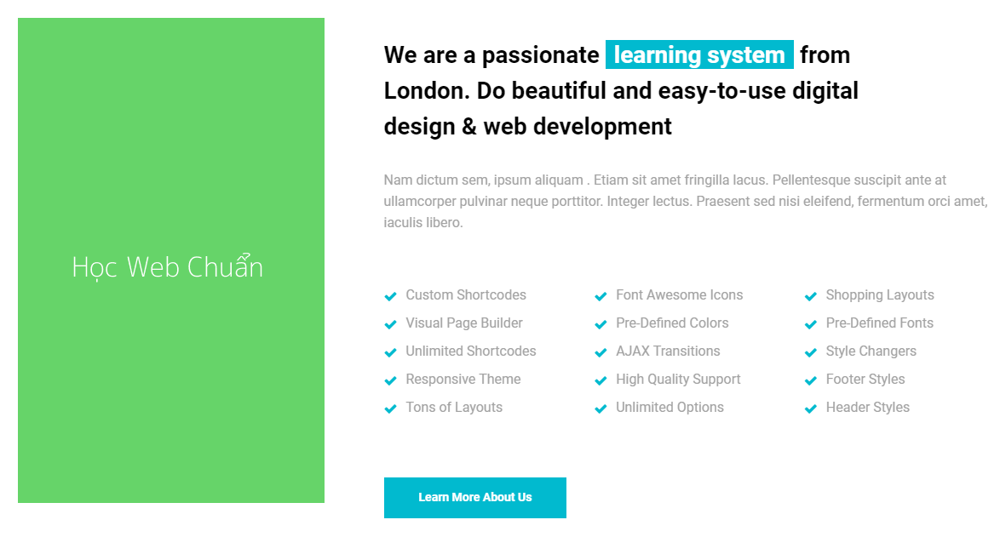 Học Web Chuẩn
We are a passionate learning system from
London. Do beautiful and easy-to-use digital
design & web development
Nam dictum sem, ipsum aliquam . Etiam sit amet fringilla lacus. Pellentesque suscipit ante at
ullamcorper pulvinar neque porttitor. Integer lectus. Praesent sed nisi eleifend, fermentum orci amet,
iaculis libero.
Custom Shortcodes
Visual Page Builder
Unlimited Shortcodes
Responsive Theme
Tons of Layouts
Font Awesome Icons
Pre-Defined Colors
AJAX Transitions
High Quality Support
Unlimited Options
Shopping Layouts
Pre-Defined Fonts
Style Changers
Footer Styles
Header Styles
Learn More About Us